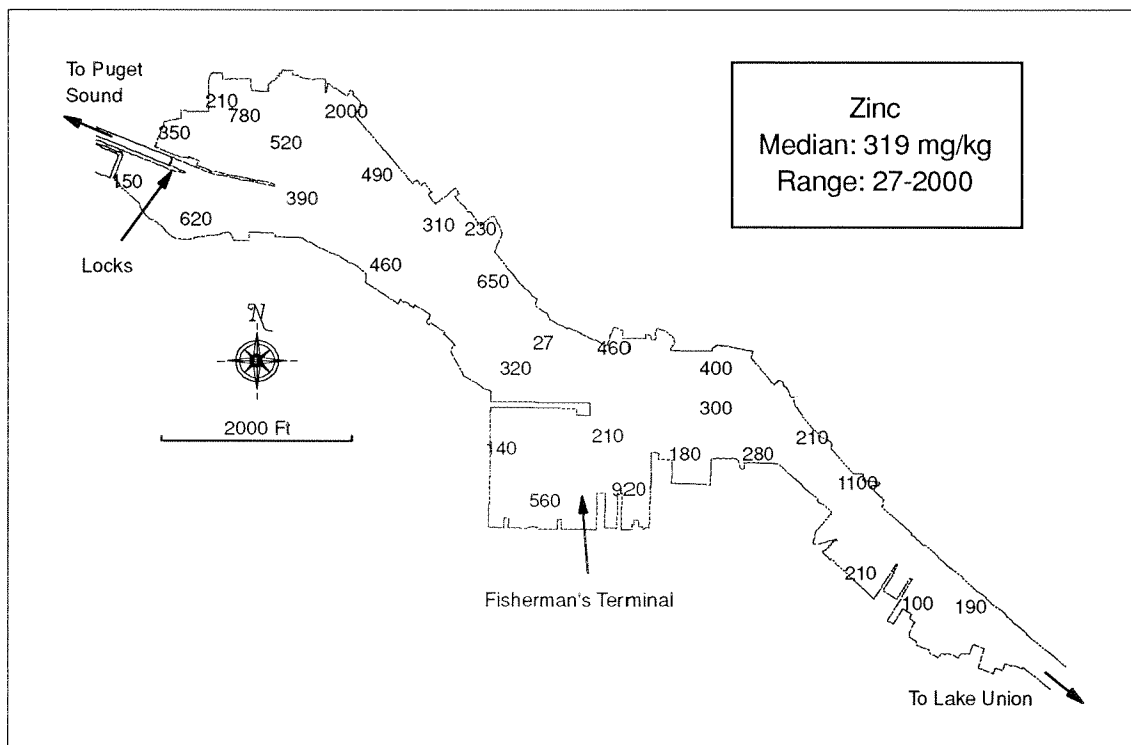 To Puget
Sound
210
780
2000
350
520
150
490
390
620
310
230
Locks
460
650
N
27
460
320
400
300
2000 Ft
140
210
210
180
280
1100
560
920
Fisherman's Terminal
210
100
190
To Lake Union
Zinc
Median: 319 mg/kg
Range: 27-2000